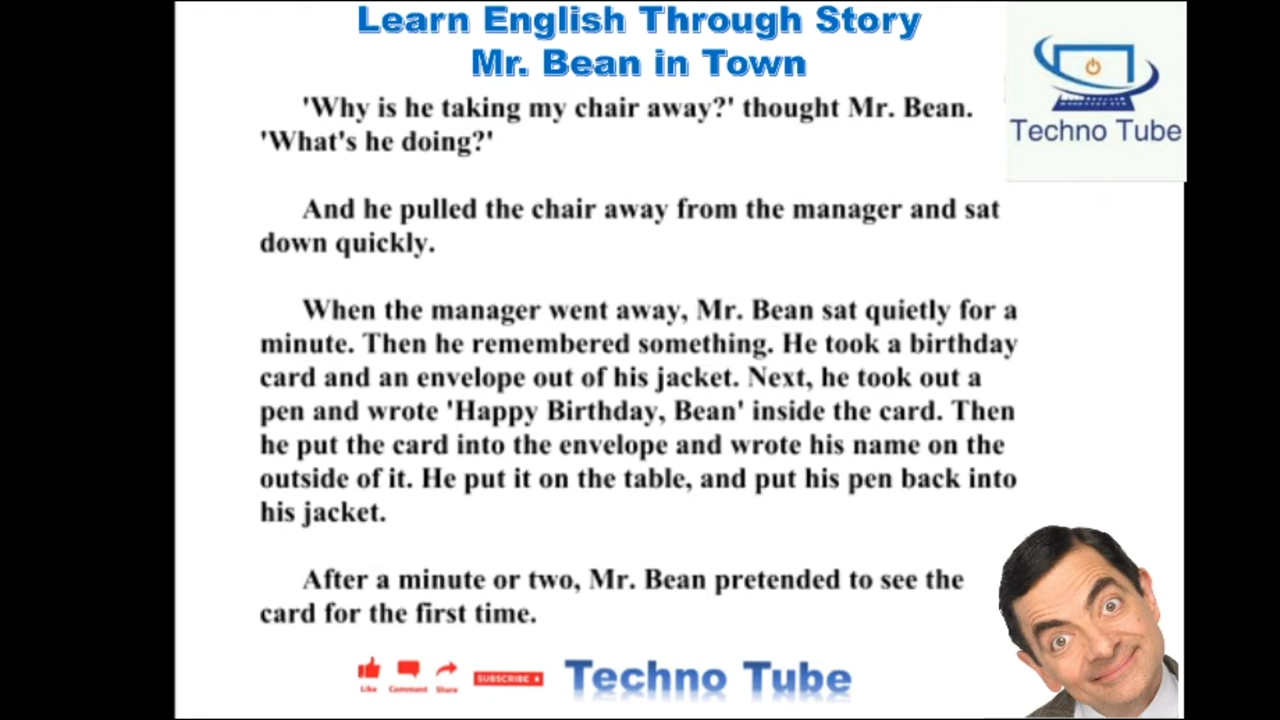 Learn English Through Story
Mr. Bean in Town
Techno Tube
'Why is he taking my chair away?' thought Mr. Bean.
'What's he doing?'
And he pulled the chair away from the manager and sat
down quickly.
When the manager went away, Mr. Bean sat quietly for a
minute. Then he remembered something. He took a birthday
card and an envelope out of his jacket. Next, he took out a
pen and wrote 'Happy Birthday, Bean' inside the card. Then
he put the card into the envelope and wrote his name on the
outside of it. He put it on the table, and put his pen back into
his jacket.
After a minute or two, Mr. Bean pretended to see the
card for the first time.
Like Comment Share SUBSCRIBE Techno Tube